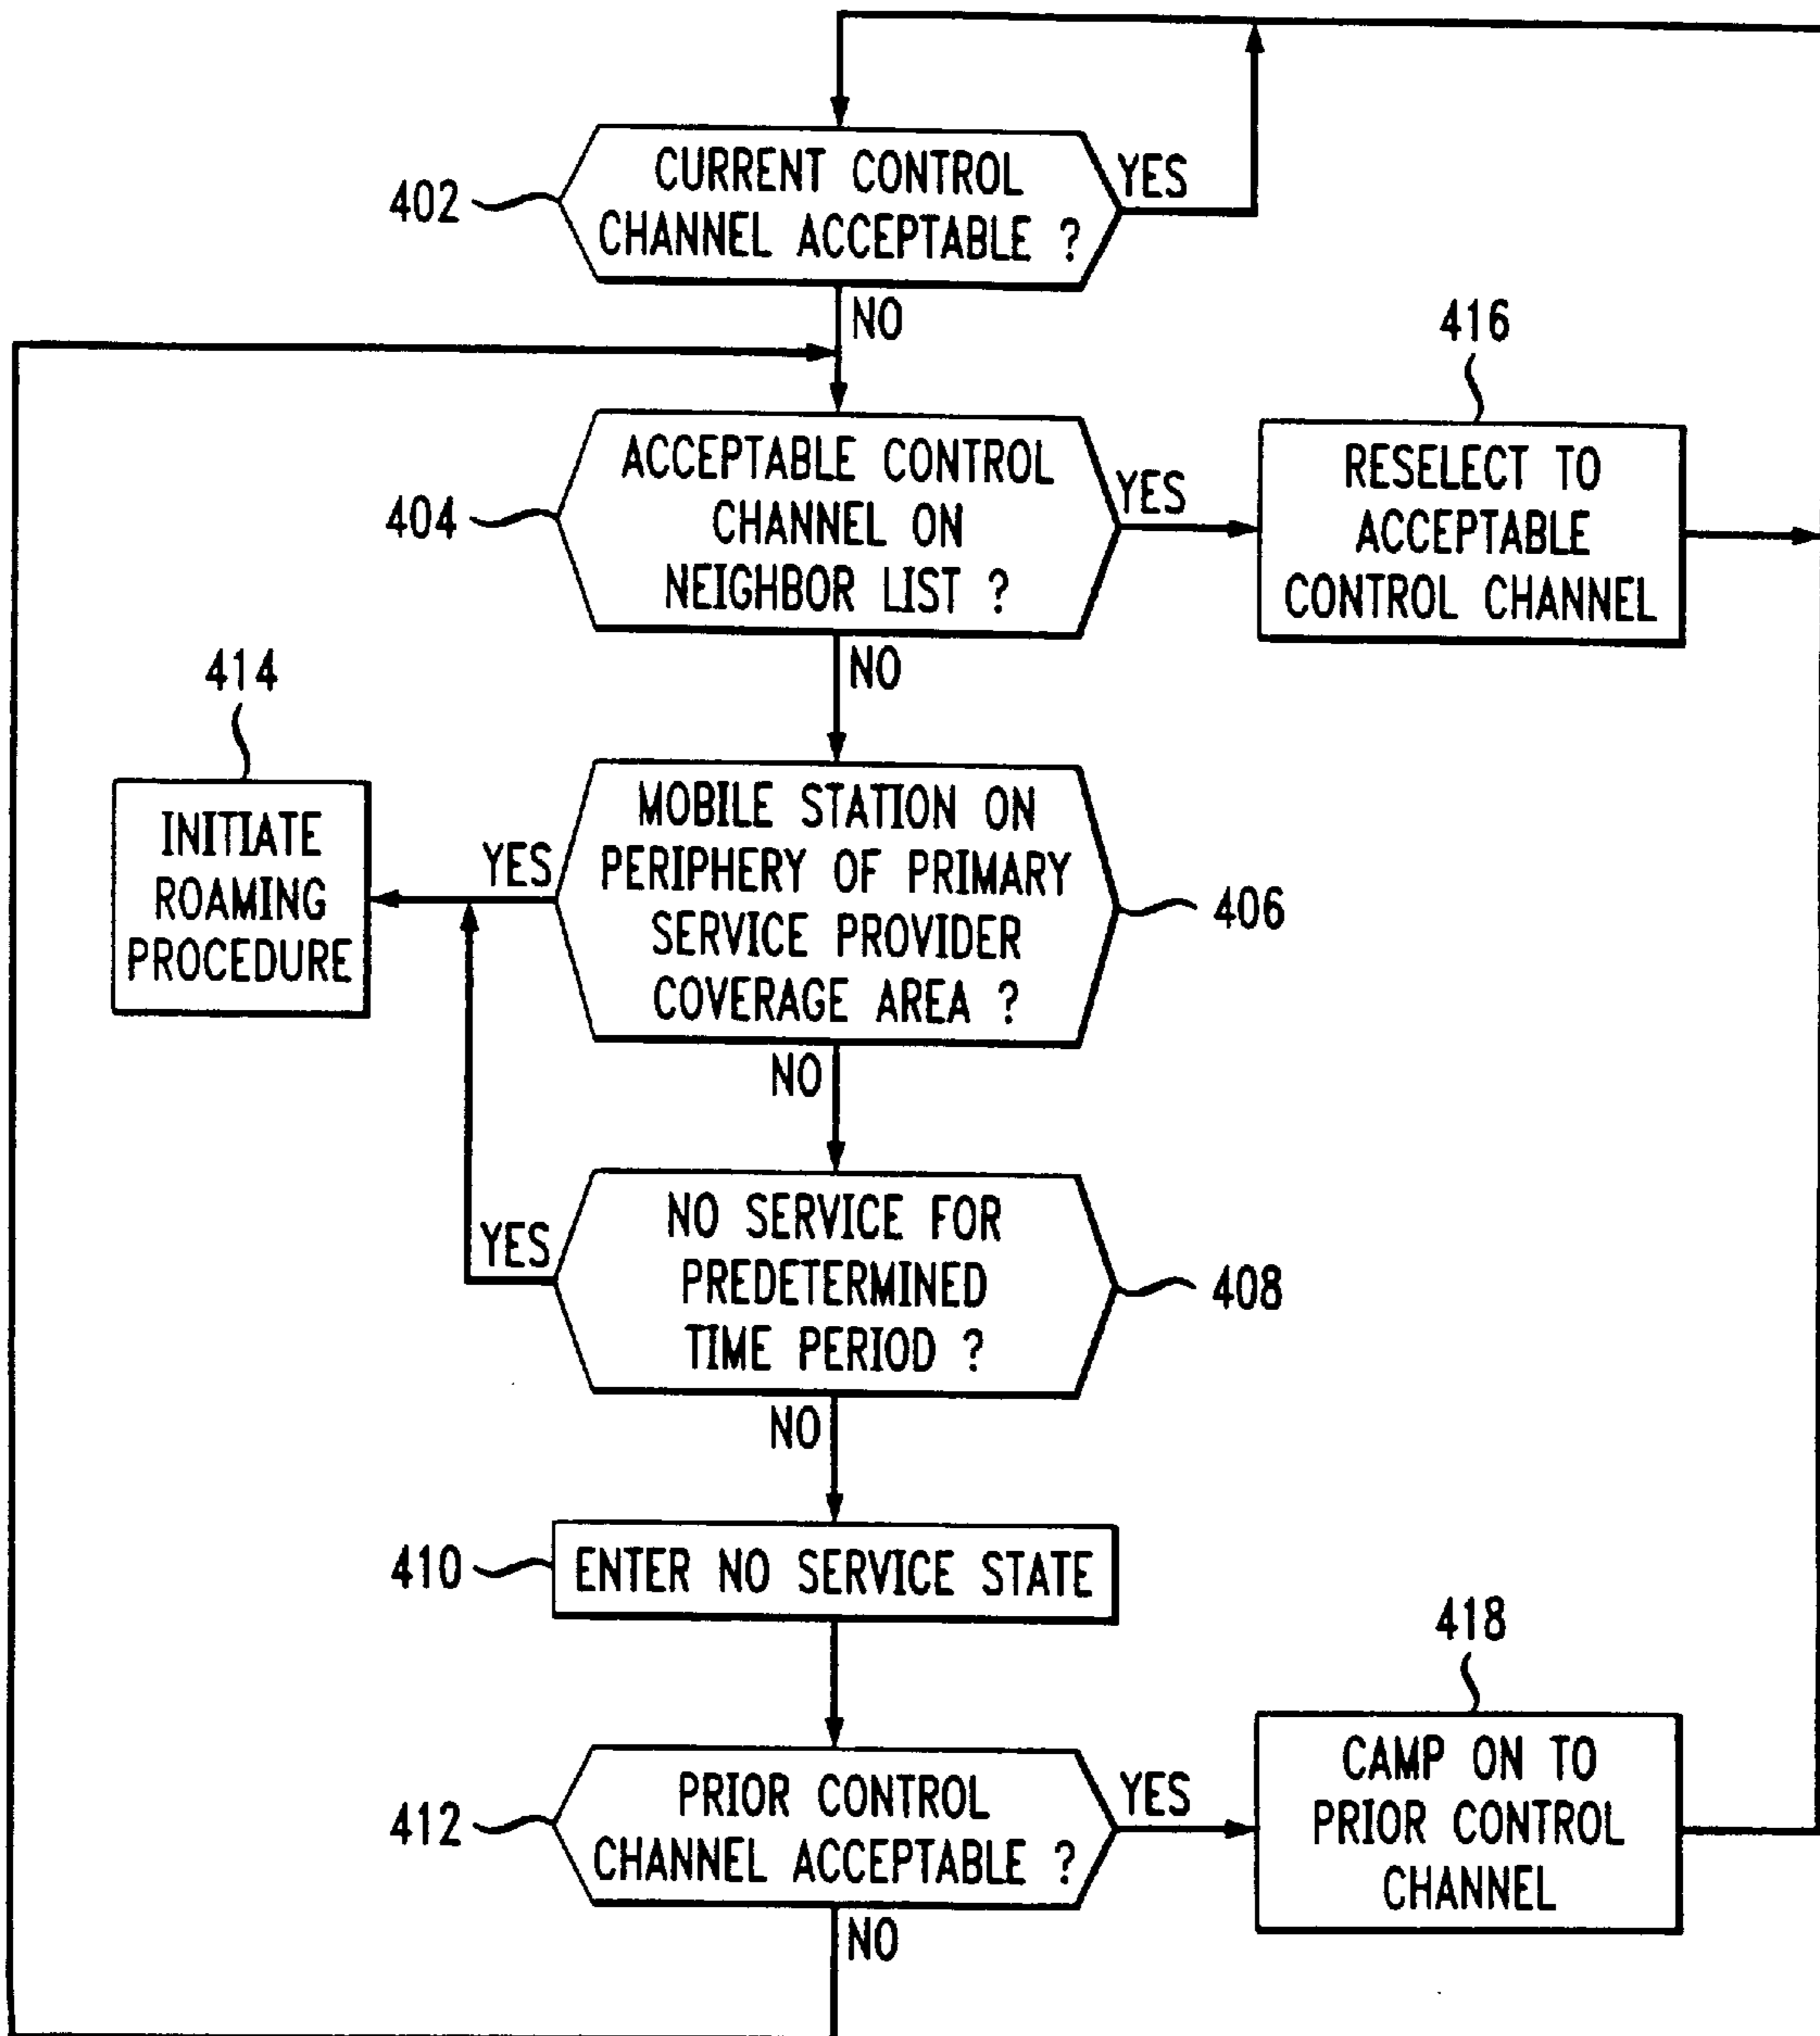 CURRENT CONTROL
CHANNEL ACCEPTABLE ?
402
YES
NO
ACCEPTABLE CONTROL
CHANNEL ON
NEIGHBOR LIST ?
404
YES
416
RESELECT TO
ACCEPTABLE
CONTROL CHANNEL
NO
414
INITIATE
ROAMING
PROCEDURE
YES
MOBILE STATION ON
PERIPHERY OF PRIMARY
SERVICE PROVIDER
COVERAGE AREA ?
406
NO
YES
NO SERVICE FOR
PREDETERMINED
TIME PERIOD ?
408
NO
410
ENTER NO SERVICE STATE
412
PRIOR CONTROL
CHANNEL ACCEPTABLE ?
YES
418
CAMP ON TO
PRIOR CONTROL
CHANNEL
NO